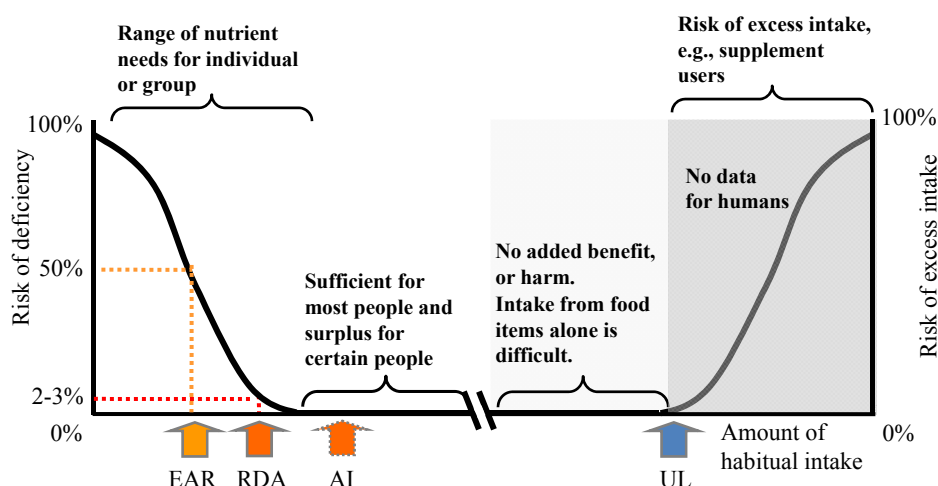 Range of nutrient
needs for individual
or group
Risk of excess intake,
e.g., supplement
users
100%
100%
Risk of deficiency
Risk of excess intake
No data
for humans
50%
No added benefit,
or harm.
Intake from food
items alone is
difficult.
Sufficient for
most people and
surplus for
certain people
2-3%
0%
0%
Amount of
habitual intake
EAR
RDA
AI
UL